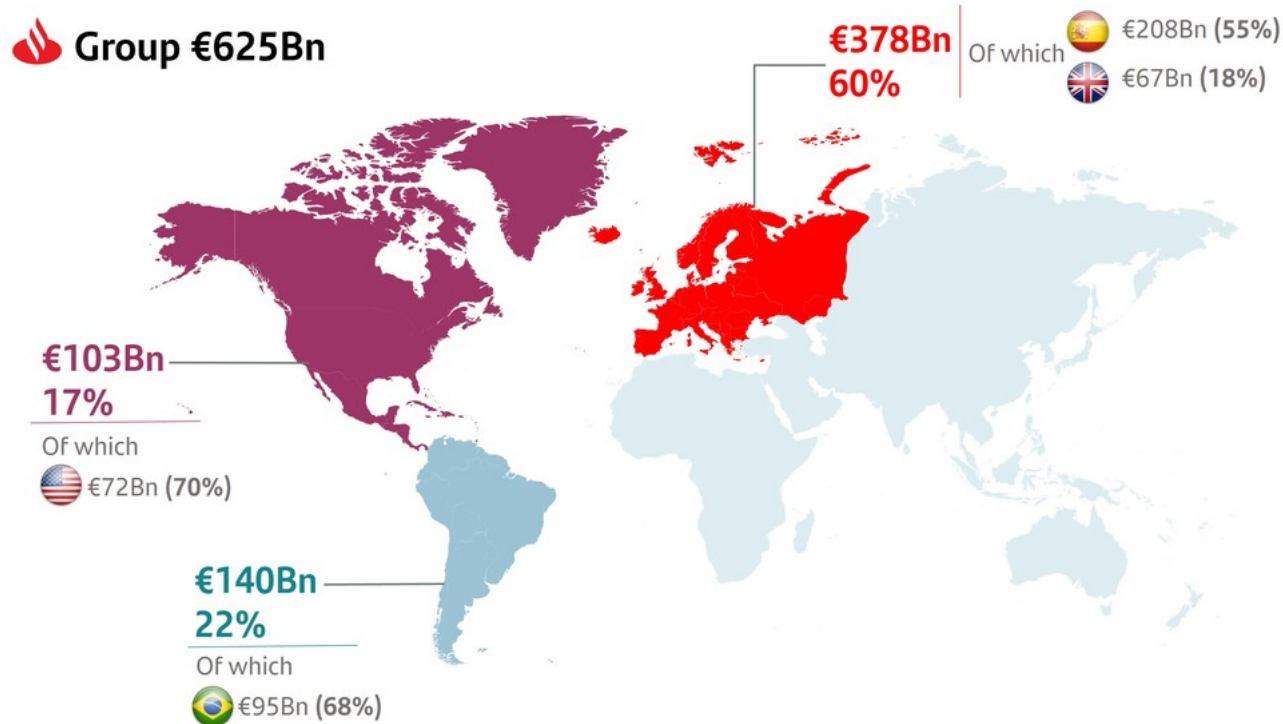 Group €625Bn
€378Bn
60%
Of which
€208Bn (55%)
€67Bn (18%)
€103Bn
17%
Of which
€72Bn (70%)
€140Bn
22%
Of which
€95Bn (68%)